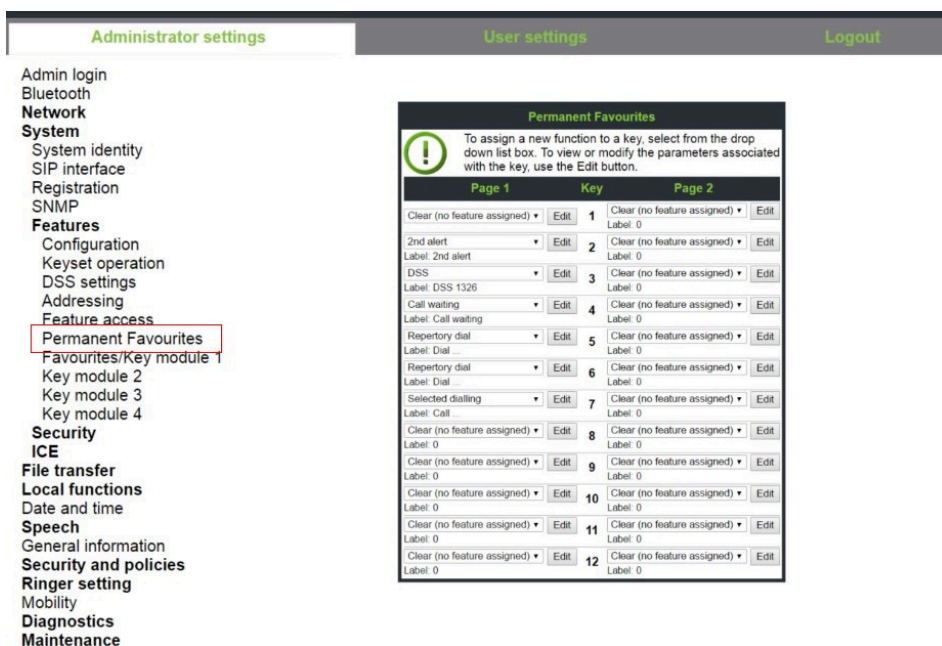 Administrator settings
User settings
Logout
Admin login
Bluetooth
Network
System
System identity
SIP interface
Registration
SNMP
Features
Configuration
Keyset operation
DSS settings
Addressing
Feature access
Permanent Favourites
Favourites/Key module 1
Key module 2
Key module 3
Key module 4
Security
ICE
File transfer
Local functions
Date and time
Speech
General information
Security and policies
Ringer setting
Mobility
Diagnostics
Maintenance
Permanent Favourites
To assign a new function to a key, select from the drop
down list box. To view or modify the parameters associated
with the key, use the Edit button.
Page 1 Key Page 2
Clear (no feature assigned) Edit 1 Clear (no feature assigned) Edit
Label: 0
2nd alert Edit 2 Clear (no feature assigned) Edit
Label: 2nd alert Label: 0
DSS Edit 3 Clear (no feature assigned) Edit
Label: DSS 1326 Label: 0
Call waiting Edit 4 Clear (no feature assigned) Edit
Label: Call waiting Label: 0
Repertory dial Edit 5 Clear (no feature assigned) Edit
Label: Dial ... Label: 0
Repertory dial Edit 6 Clear (no feature assigned) Edit
Label: Dial ... Label: 0
Selected dialling Edit 7 Clear (no feature assigned) Edit
Label: Call ... Label: 0
Clear (no feature assigned) Edit 8 Clear (no feature assigned) Edit
Label: 0 Label: 0
Clear (no feature assigned) Edit 9 Clear (no feature assigned) Edit
Label: 0 Label: 0
Clear (no feature assigned) Edit 10 Clear (no feature assigned) Edit
Label: 0 Label: 0
Clear (no feature assigned) Edit 11 Clear (no feature assigned) Edit
Label: 0 Label: 0
Clear (no feature assigned) Edit 12 Clear (no feature assigned) Edit
Label: 0 Label: 0